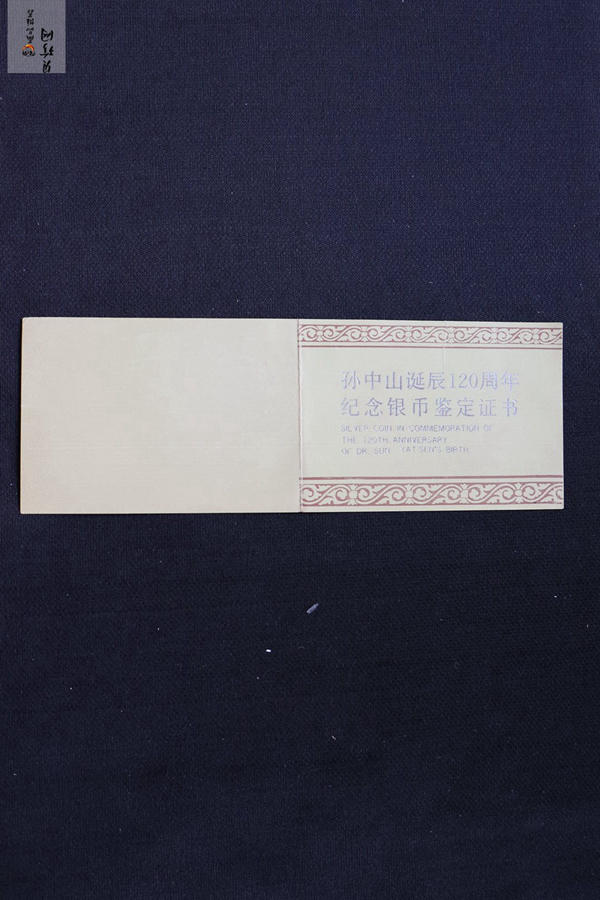 孙中山诞辰120周年
纪念银币鉴定证书
SILVER COIN IN COMMEMORATION OF
THE 120TH ANNIVERSARY
OF DR. SUN YAT-SEN'S BIRTH